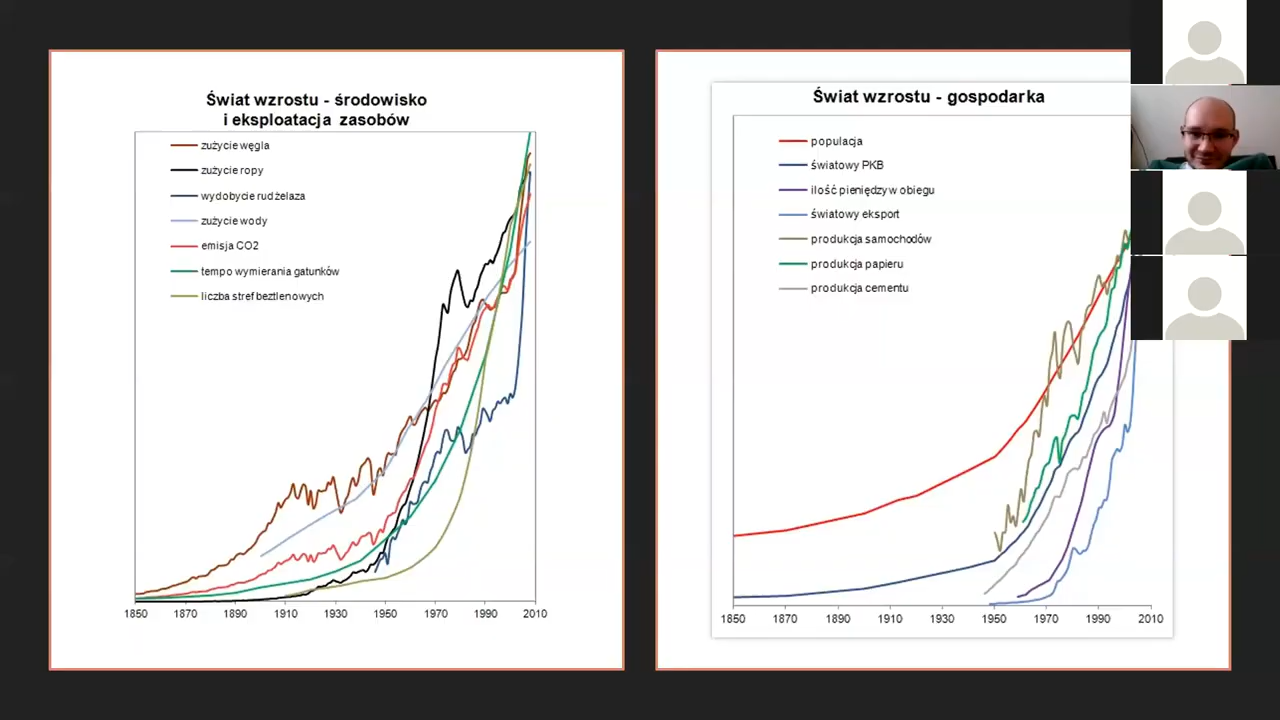 Świat wzrostu - środowisko
i eksploatacja zasobów
zużycie węgla
zużycie ropy
wydobycie rud żelaza
zużycie wody
emisja CO2
tempo wymierania gatunków
liczba stref beztlenowych
1850 1870 1890 1910 1930 1950 1970 1990 2010
Świat wzrostu - gospodarka
populacja
światowy PKB
ilość pieniędzy w obiegu
światowy eksport
produkcja samochodów
produkcja papieru
produkcja cementu
1850 1870 1890 1910 1930 1950 1970 1990 2010